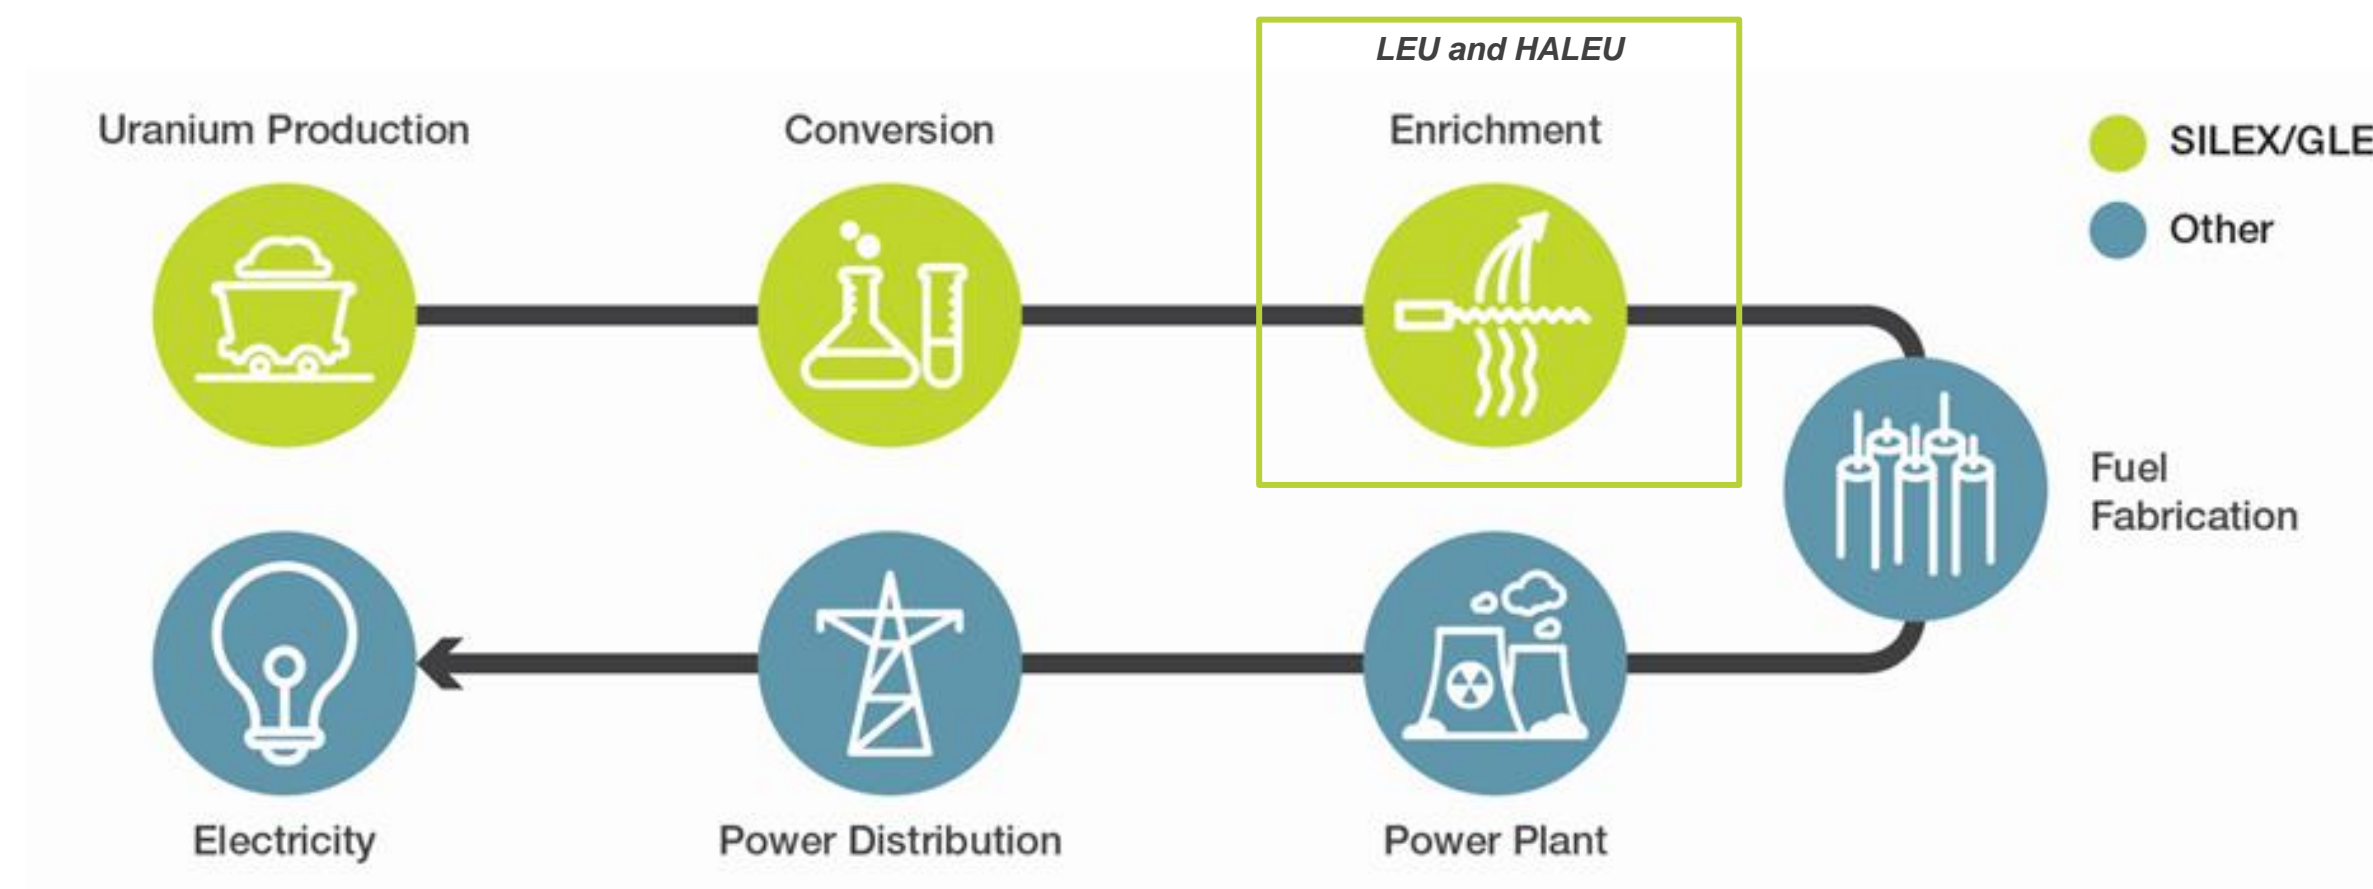 LEU and HALEU
Uranium Production
Conversion
Enrichment
SILEX/GLE
Other
Fuel
Fabrication
Electricity
Power Distribution
Power Plant